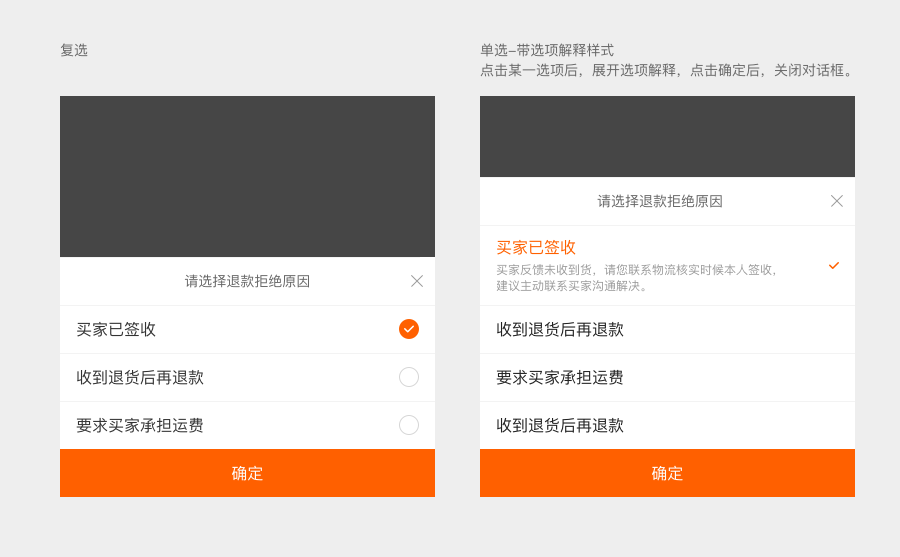 复选
请选择退款拒绝原因
买家已签收
收到退货后再退款
要求买家承担运费
确定
单选-带选项解释样式
点击某一选项后，展开选项解释，点击确定后，关闭对话框。
请选择退款拒绝原因
买家已签收
买家反馈未收到货，请您联系物流核实时候本人签收，
建议主动联系买家沟通解决。
收到退货后再退款
要求买家承担运费
收到退货后再退款
确定